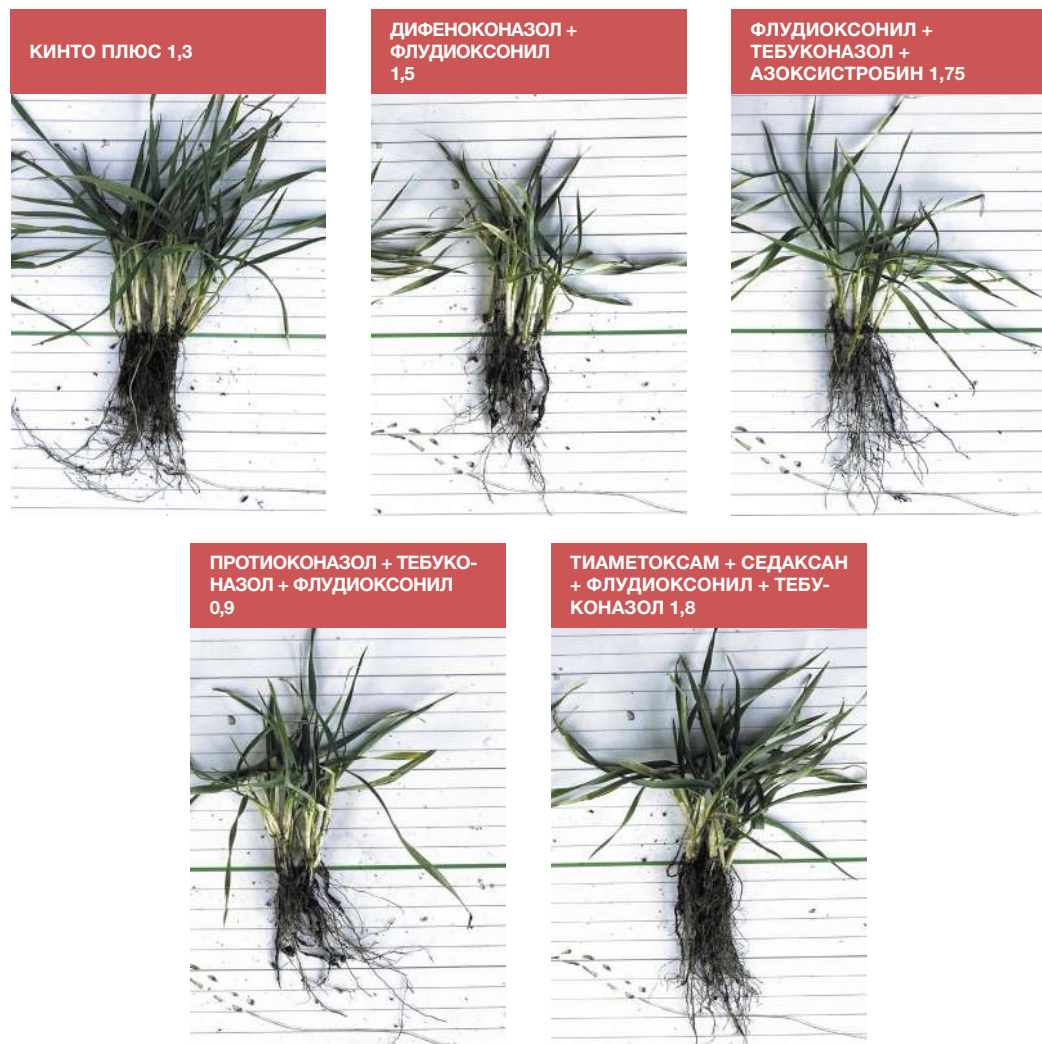 КИНТО ПЛЮС 1,3
ДИФЕНОКОНАЗОЛ +
ФЛУДИОКСОНИЛ
1,5
ФЛУДИОКСОНИЛ +
ТЕБУКОНАЗОЛ +
АЗОКСИСТРОБИН 1,75
ПРОТИОКОНАЗОЛ + ТЕБУКО-
НАЗОЛ + ФЛУДИОКСОНИЛ
0,9
ТИАМЕТОКСАМ + СЕДАКСАН
+ ФЛУДИОКСОНИЛ + ТЕБУ-
КОНАЗОЛ 1,8